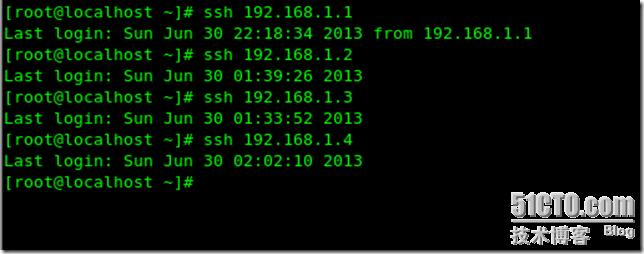 [root@localhost ~]# ssh 192.168.1.1
Last login: Sun Jun 30 22:18:34 2013 from 192.168.1.1
[root@localhost ~]# ssh 192.168.1.2
Last login: Sun Jun 30 01:39:26 2013
[root@localhost ~]# ssh 192.168.1.3
Last login: Sun Jun 30 01:33:52 2013
[root@localhost ~]# ssh 192.168.1.4
Last login: Sun Jun 30 02:02:10 2013
[root@localhost ~]#
51CTO.com
技术博客 Blog